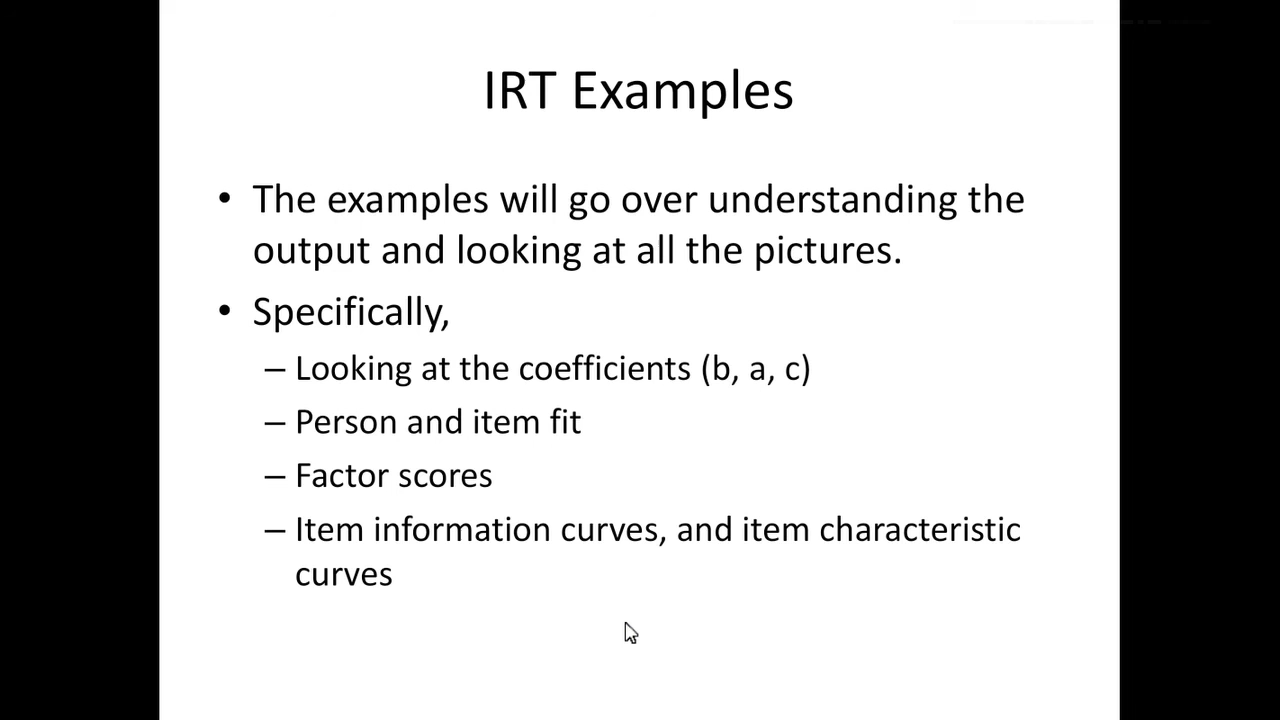 IRT Examples
• The examples will go over understanding the
output and looking at all the pictures.
• Specifically,
– Looking at the coefficients (b, a, c)
– Person and item fit
– Factor scores
– Item information curves, and item characteristic
curves